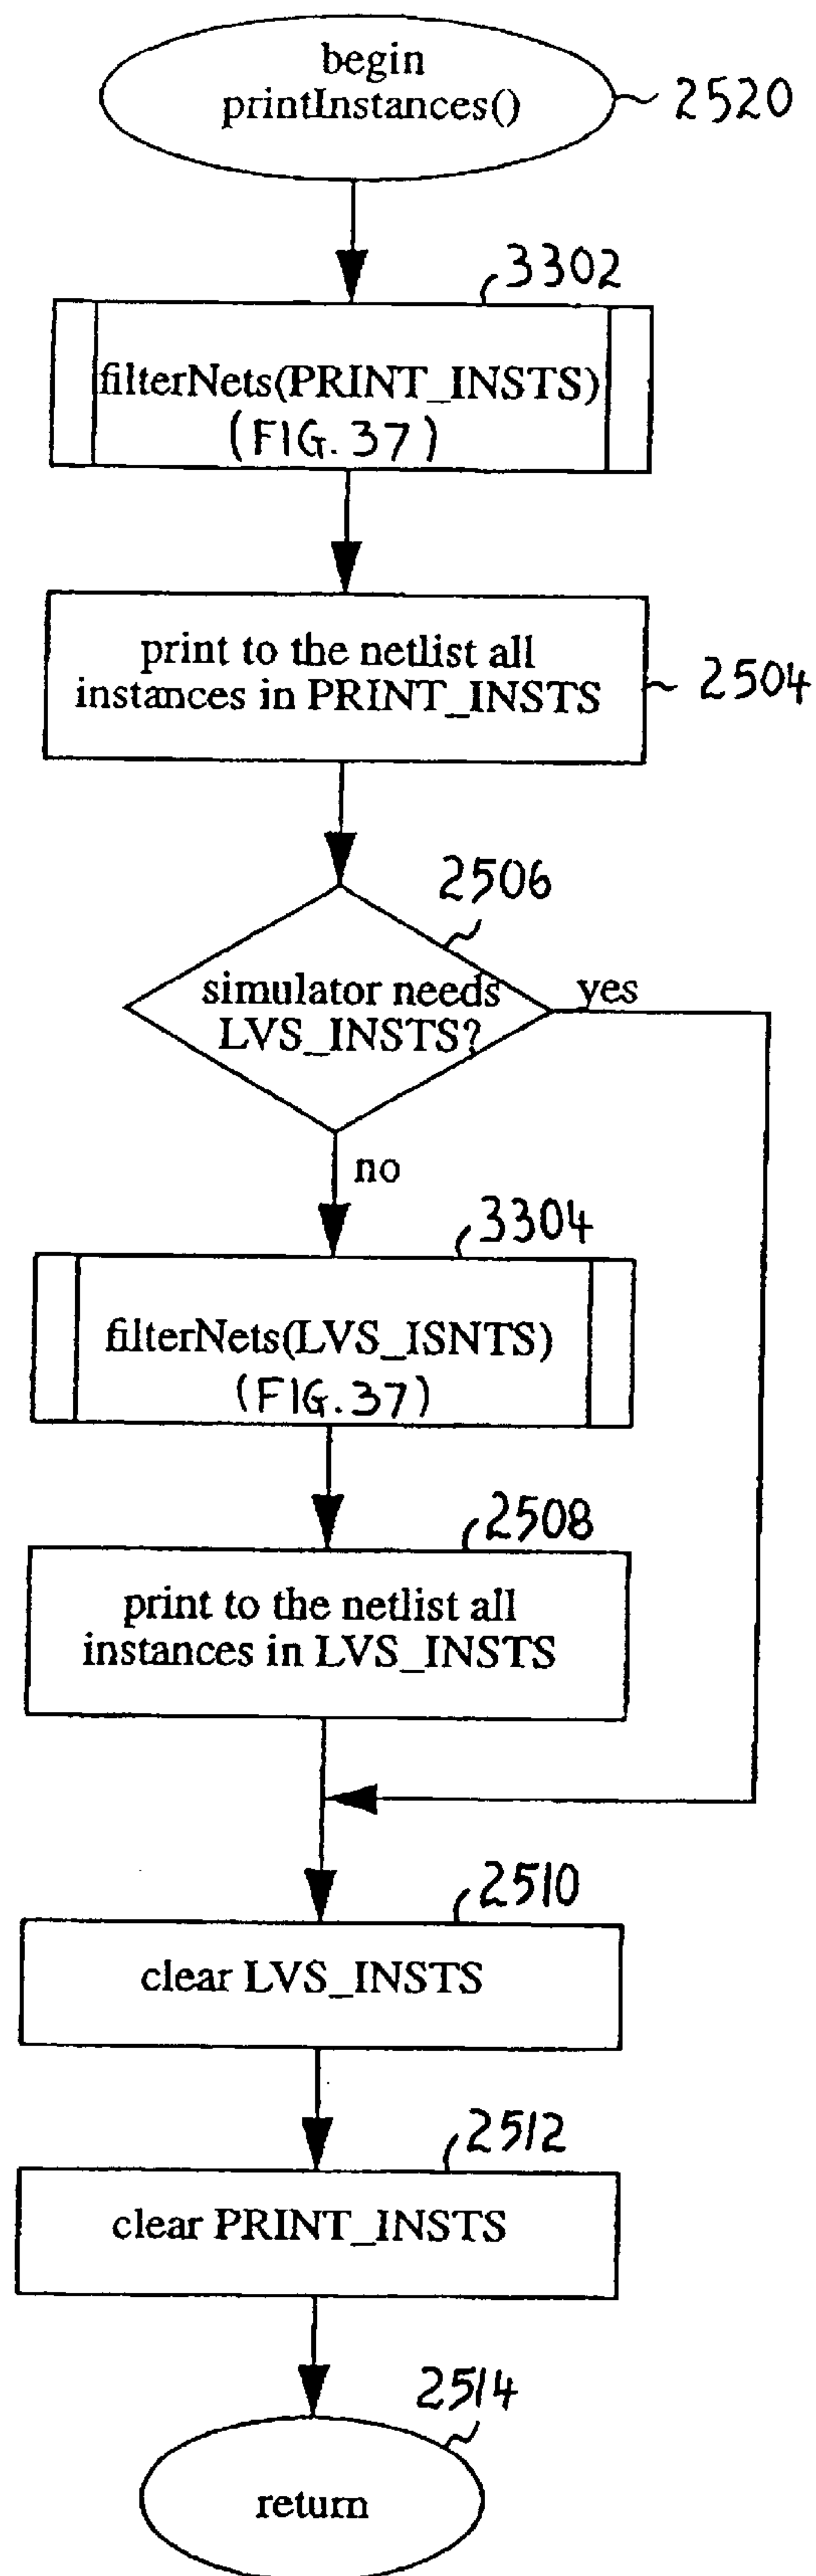 begin
printInstances()
2520
3302
filterNets(PRINT_INSTS)
(FIG. 37)
print to the netlist all
instances in PRINT_INSTS
2504
2506
simulator needs
LVS_INSTS?
yes
no
3304
filterNets(LVS_ISNTS)
(FIG. 37)
2508
print to the netlist all
instances in LVS_INSTS
2510
clear LVS_INSTS
2512
clear PRINT_INSTS
2514
return